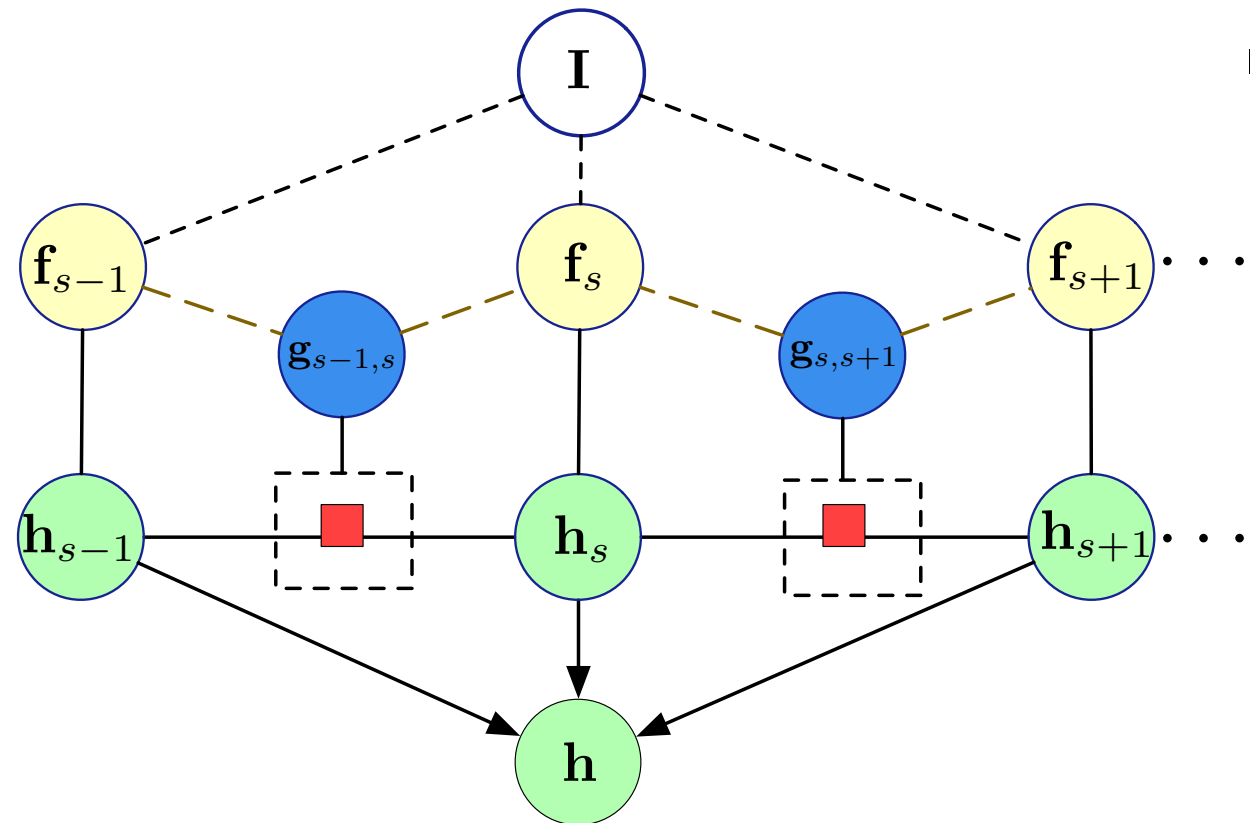 I
f_{s−1}
f_s
f_{s+1} · · ·
g_{s−1,s}
g_{s,s+1}
h_{s−1}
h_s
h_{s+1} · · ·
h